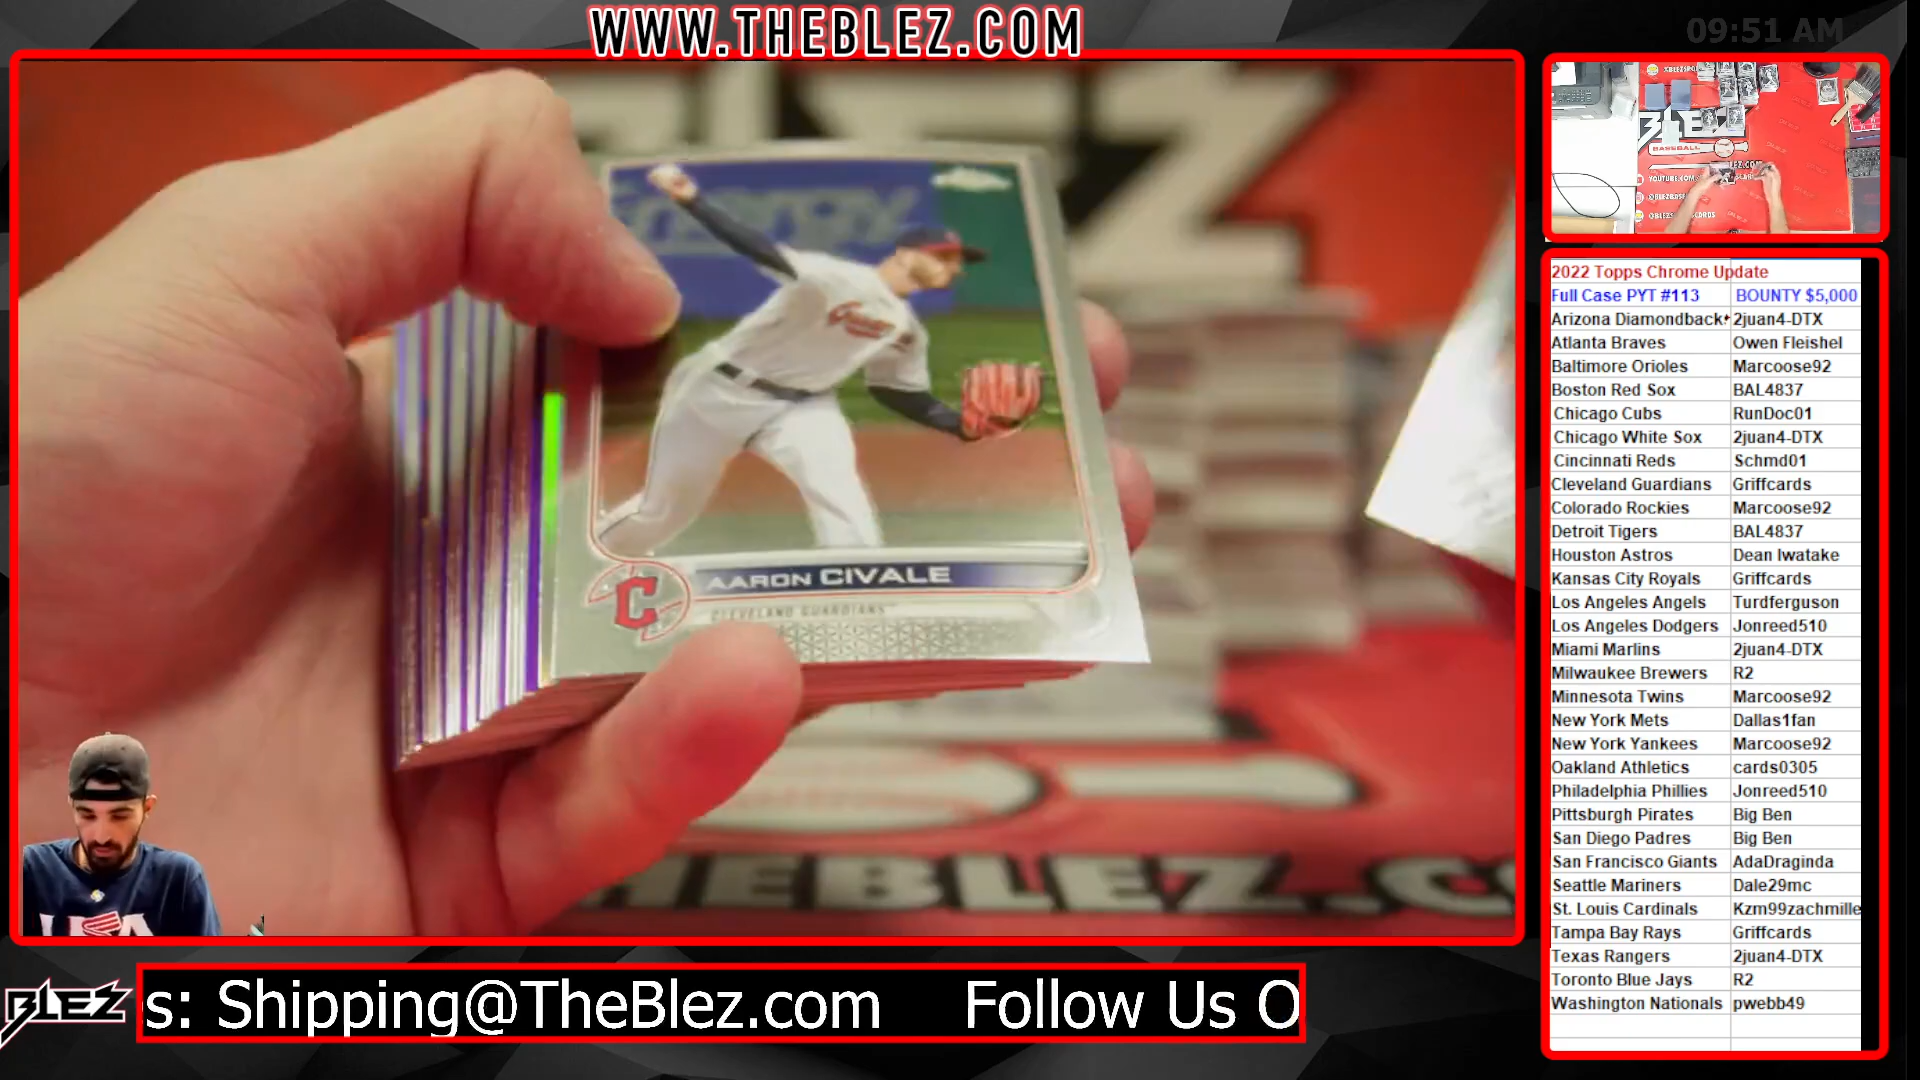 WWW.THEBLEZ.COM
09:51 AM
Energy
Guardians
AARON CIVALE
CLEVELAND GUARDIANS
C
THEBLEZ.CO
USA
BASEBALL
2022 Topps Chrome Update
Full Case PYT #113 BOUNTY $5,000
Arizona Diamondback 2juan4-DTX
Atlanta Braves Owen Fleishel
Baltimore Orioles Marcoose92
Boston Red Sox BAL4837
Chicago Cubs RunDoc01
Chicago White Sox 2juan4-DTX
Cincinnati Reds Schmd01
Cleveland Guardians Griffcards
Colorado Rockies Marcoose92
Detroit Tigers BAL4837
Houston Astros Dean Iwatake
Kansas City Royals Griffcards
Los Angeles Angels Turdferguson
Los Angeles Dodgers Jonreed510
Miami Marlins 2juan4-DTX
Milwaukee Brewers R2
Minnesota Twins Marcoose92
New York Mets Dallas1fan
New York Yankees Marcoose92
Oakland Athletics cards0305
Philadelphia Phillies Jonreed510
Pittsburgh Pirates Big Ben
San Diego Padres Big Ben
San Francisco Giants AdaDraginda
Seattle Mariners Dale29mc
St. Louis Cardinals Kzm99zachmille
Tampa Bay Rays Griffcards
Texas Rangers 2juan4-DTX
Toronto Blue Jays R2
Washington Nationals pwebb49
BLEZ s: Shipping@TheBlez.com Follow Us O